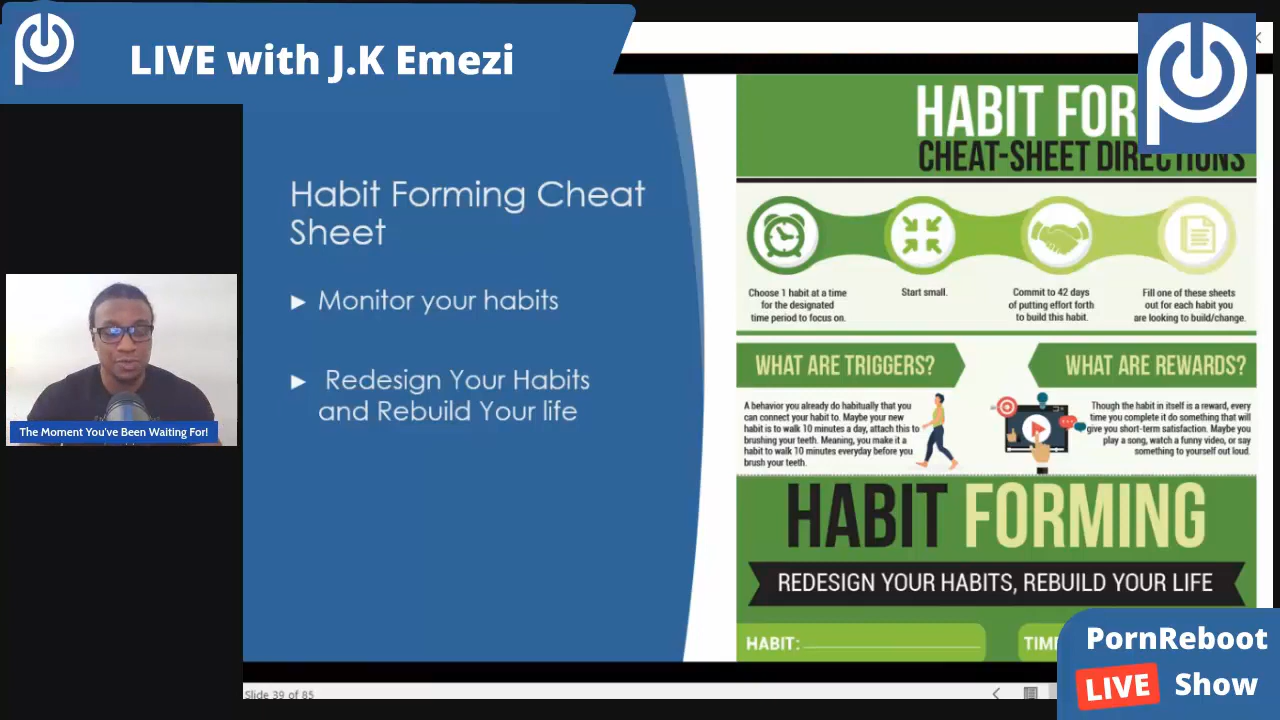 LIVE with J.K Emezi
Habit Forming Cheat
Sheet
► Monitor your habits
► Redesign Your Habits
and Rebuild Your life
The Moment You've Been Waiting For!
HABIT FOR
CHEAT-SHEET DIRECTIONS
Choose 1 habit at a time
for the designated
time period to focus on.
Start small.
Commit to 42 days
of putting effort forth
to build this habit.
Fill one of these sheets
out for each habit you
are looking to build/change.
WHAT ARE TRIGGERS?
A behavior you already do habitually that you
can connect your habit to. Maybe your new
habit is to walk 10 minutes a day, attach this to
brushing your teeth. Meaning, you make it a
habit to walk 10 minutes everyday before you
brush your teeth.
WHAT ARE REWARDS?
Though the habit in itself is a reward, every
time you complete it do something that will
give you short-term satisfaction. Maybe you
play a song, watch a funny video, or say
something to yourself out loud.
HABIT FORMING
REDESIGN YOUR HABITS, REBUILD YOUR LIFE
HABIT:
TIM
Slide 39 of 85
PornReboot
LIVE Show